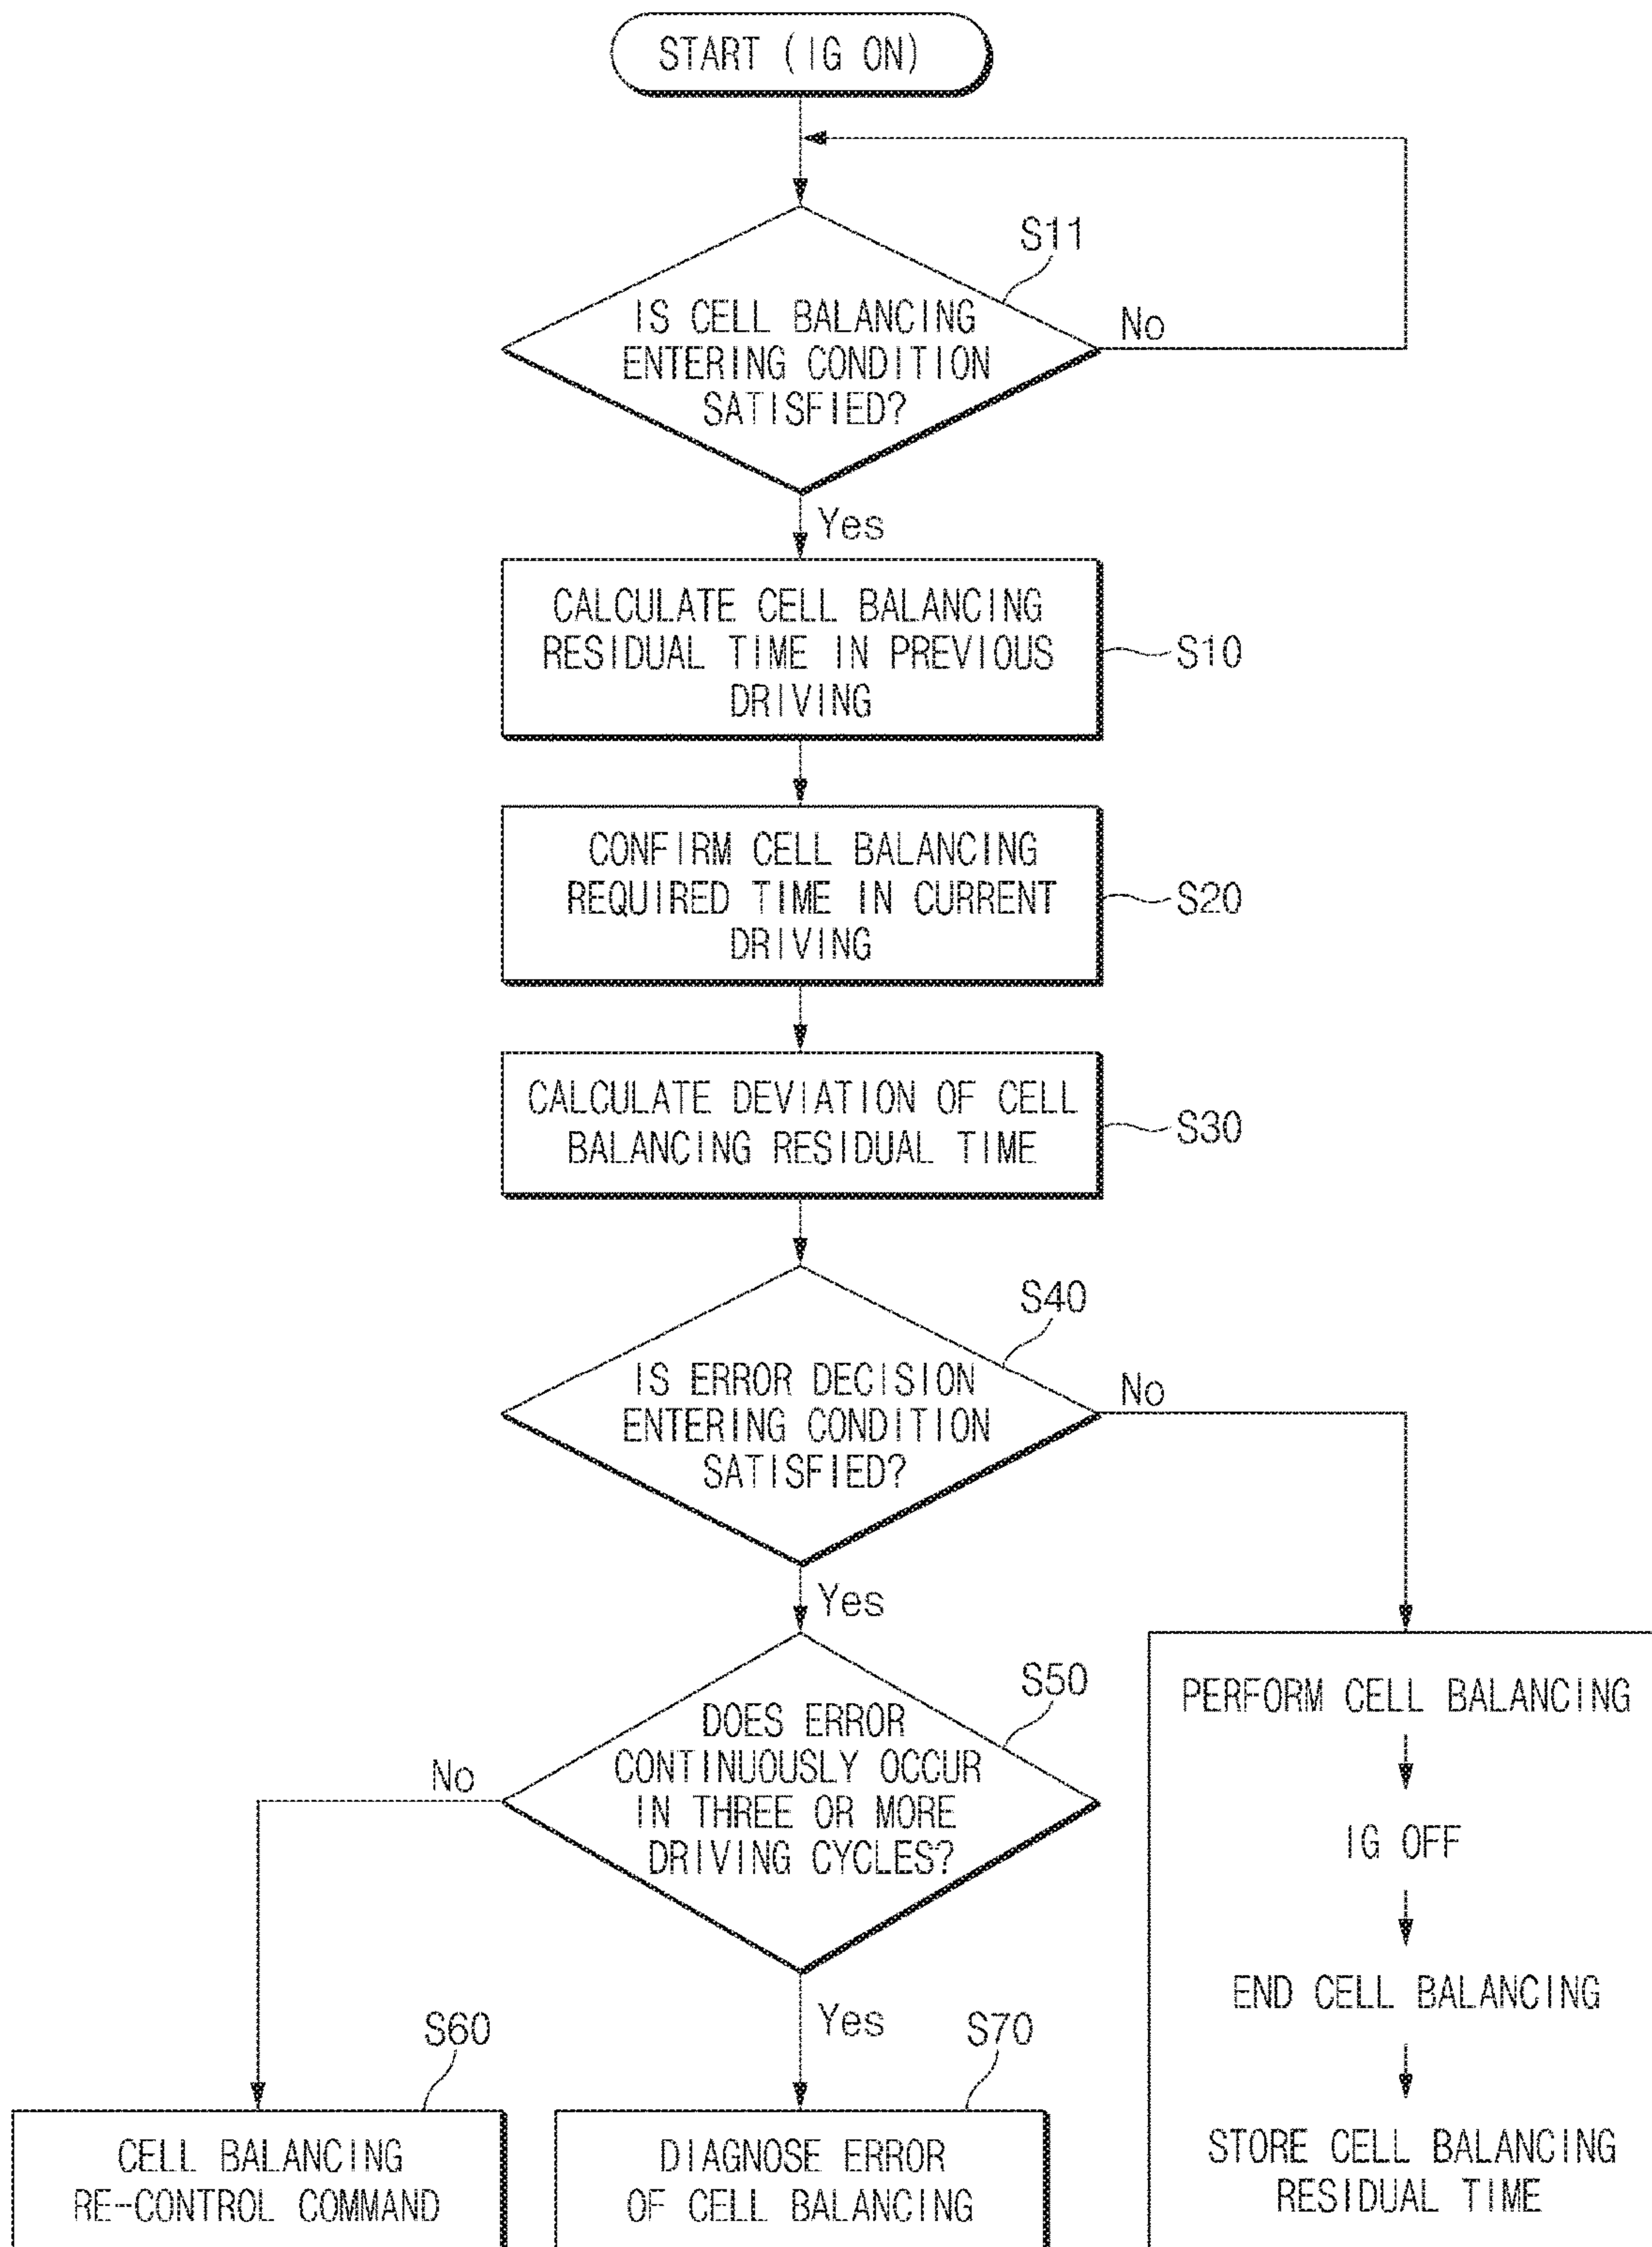 START (IG ON)
S11
IS CELL BALANCING
ENTERING CONDITION
SATISFIED?
No
Yes
CALCULATE CELL BALANCING
RESIDUAL TIME IN PREVIOUS
DRIVING
S10
CONFIRM CELL BALANCING
REQUIRED TIME IN CURRENT
DRIVING
S20
CALCULATE DEVIATION OF CELL
BALANCING RESIDUAL TIME
S30
S40
IS ERROR DECISION
ENTERING CONDITION
SATISFIED?
No
Yes
S50
DOES ERROR
CONTINUOUSLY OCCUR
IN THREE OR MORE
DRIVING CYCLES?
No
Yes
S60
CELL BALANCING
RE-CONTROL COMMAND
S70
DIAGNOSE ERROR
OF CELL BALANCING
PERFORM CELL BALANCING
IG OFF
END CELL BALANCING
STORE CELL BALANCING
RESIDUAL TIME